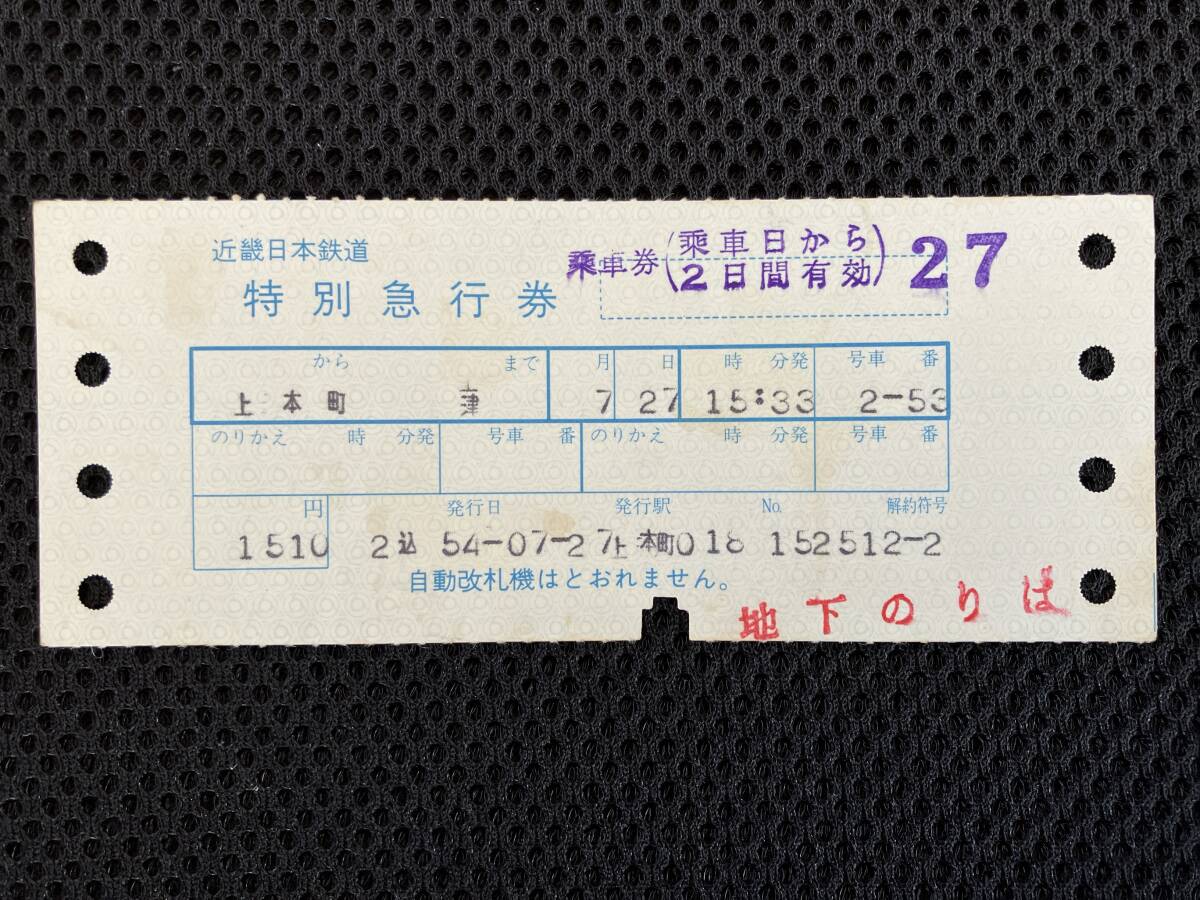 近畿日本鉄道
特別急行券
乗車券(乗車日から 2日間有効) 27
から まで 月 日 時 分発 号車 番
上本町 津 7 27 15:33 2-53
のりかえ 時 分発 号車 番 のりかえ 時 分発 号車 番
円 発行日 発行駅 No. 解約符号
1510 2込 54-07-27 上本町018 152512-2
自動改札機はとおれません。
地下のりば